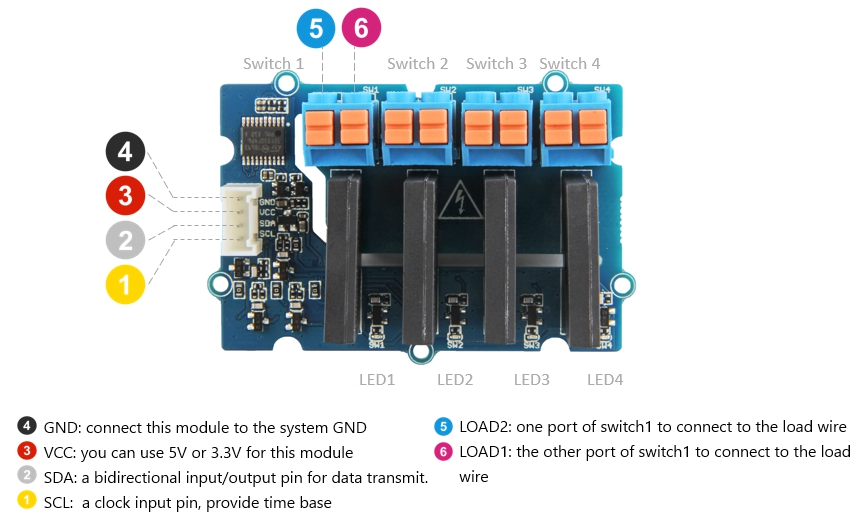 5 6
Switch 1 Switch 2 Switch 3 Switch 4
SW1 SW2 SW3 SW4
4
3
2
1
GND
VCC
SDA
SCL
SW1 SW2 SW3 SW4
LED1 LED2 LED3 LED4
4 GND: connect this module to the system GND
3 VCC: you can use 5V or 3.3V for this module
2 SDA: a bidirectional input/output pin for data transmit.
1 SCL: a clock input pin, provide time base
5 LOAD2: one port of switch1 to connect to the load wire
6 LOAD1: the other port of switch1 to connect to the load
wire